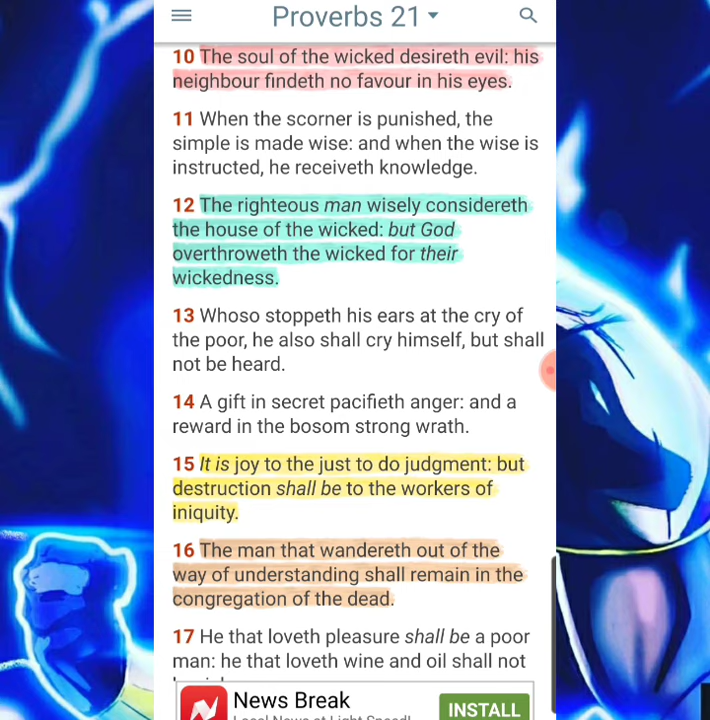 Proverbs 21
10 The soul of the wicked desireth evil: his
neighbour findeth no favour in his eyes.
11 When the scorner is punished, the
simple is made wise: and when the wise is
instructed, he receiveth knowledge.
12 The righteous man wisely considereth
the house of the wicked: but God
overthroweth the wicked for their
wickedness.
13 Whoso stoppeth his ears at the cry of
the poor, he also shall cry himself, but shall
not be heard.
14 A gift in secret pacifieth anger: and a
reward in the bosom strong wrath.
15 It is joy to the just to do judgment: but
destruction shall be to the workers of
iniquity.
16 The man that wandereth out of the
way of understanding shall remain in the
congregation of the dead.
17 He that loveth pleasure shall be a poor
man: he that loveth wine and oil shall not
News Break
Local News at Light Speed!
INSTALL